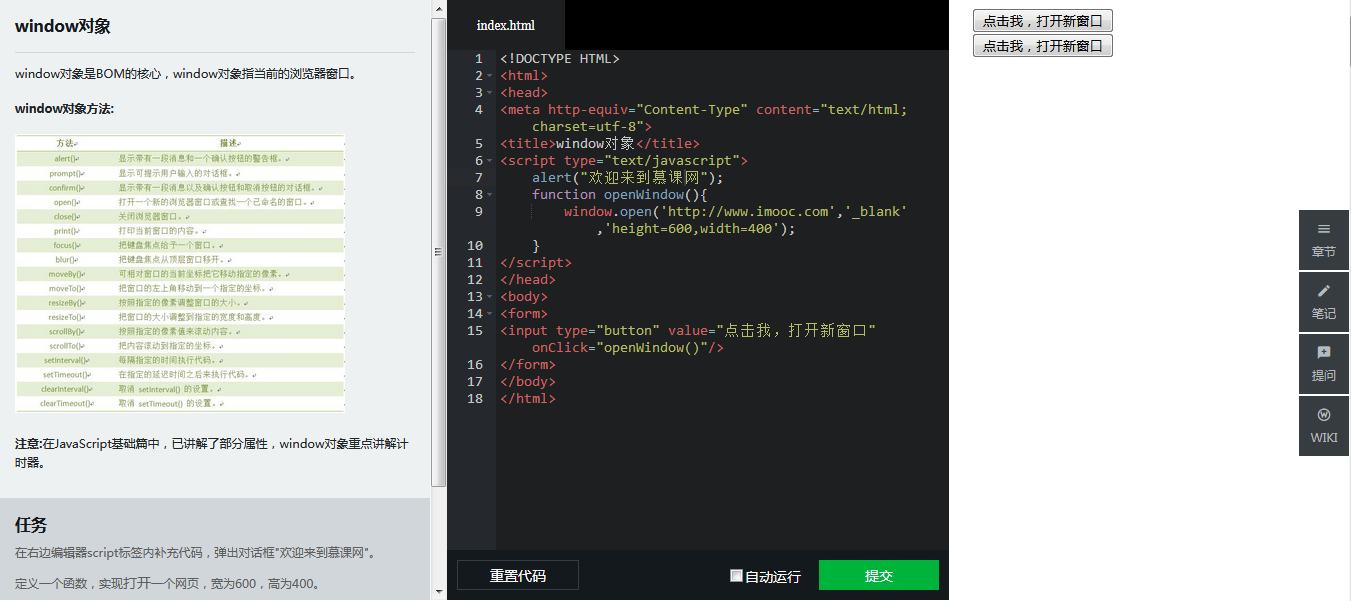 window对象
window对象是BOM的核心，window对象指当前的浏览器窗口。
window对象方法:
方法 描述
alert() 显示带有一段消息和一个确认按钮的警告框。
prompt() 显示可提示用户输入的对话框。
confirm() 显示带有一段消息以及确认按钮和取消按钮的对话框。
open() 打开一个新的浏览器窗口或查找一个已命名的窗口。
close() 关闭浏览器窗口。
print() 打印当前窗口的内容。
focus() 把键盘焦点给予一个窗口。
blur() 把键盘焦点从顶层窗口移开。
moveBy() 可相对窗口的当前坐标把它移动指定的像素。
moveTo() 把窗口的左上角移动到一个指定的坐标。
resizeBy() 按照指定的像素调整窗口的大小。
resizeTo() 把窗口的大小调整到指定的宽度和高度。
scrollBy() 按照指定的像素值来滚动内容。
scrollTo() 把内容滚动到指定的坐标。
setInterval() 每隔指定的时间执行代码。
setTimeout() 在指定的延迟时间之后来执行代码。
clearInterval() 取消 setInterval() 的设置。
clearTimeout() 取消 setTimeout() 的设置。
注意:在JavaScript基础篇中，已讲解了部分属性，window对象重点讲解计
时器。
任务
在右边编辑器script标签内补充代码，弹出对话框"欢迎来到慕课网"。
定义一个函数，实现打开一个网页，宽为600，高为400。
index.html
1 <!DOCTYPE HTML>
2 <html>
3 <head>
4 <meta http-equiv="Content-Type" content="text/html;
charset=utf-8">
5 <title>window对象</title>
6 <script type="text/javascript">
7 alert("欢迎来到慕课网");
8 function openWindow(){
9 window.open('http://www.imooc.com','_blank'
,'height=600,width=400');
10 }
11 </script>
12 </head>
13 <body>
14 <form>
15 <input type="button" value="点击我，打开新窗口"
onClick="openWindow()"/>
16 </form>
17 </body>
18 </html>
重置代码 自动运行 提交
点击我，打开新窗口
点击我，打开新窗口
章节
笔记
提问
W
WIKI